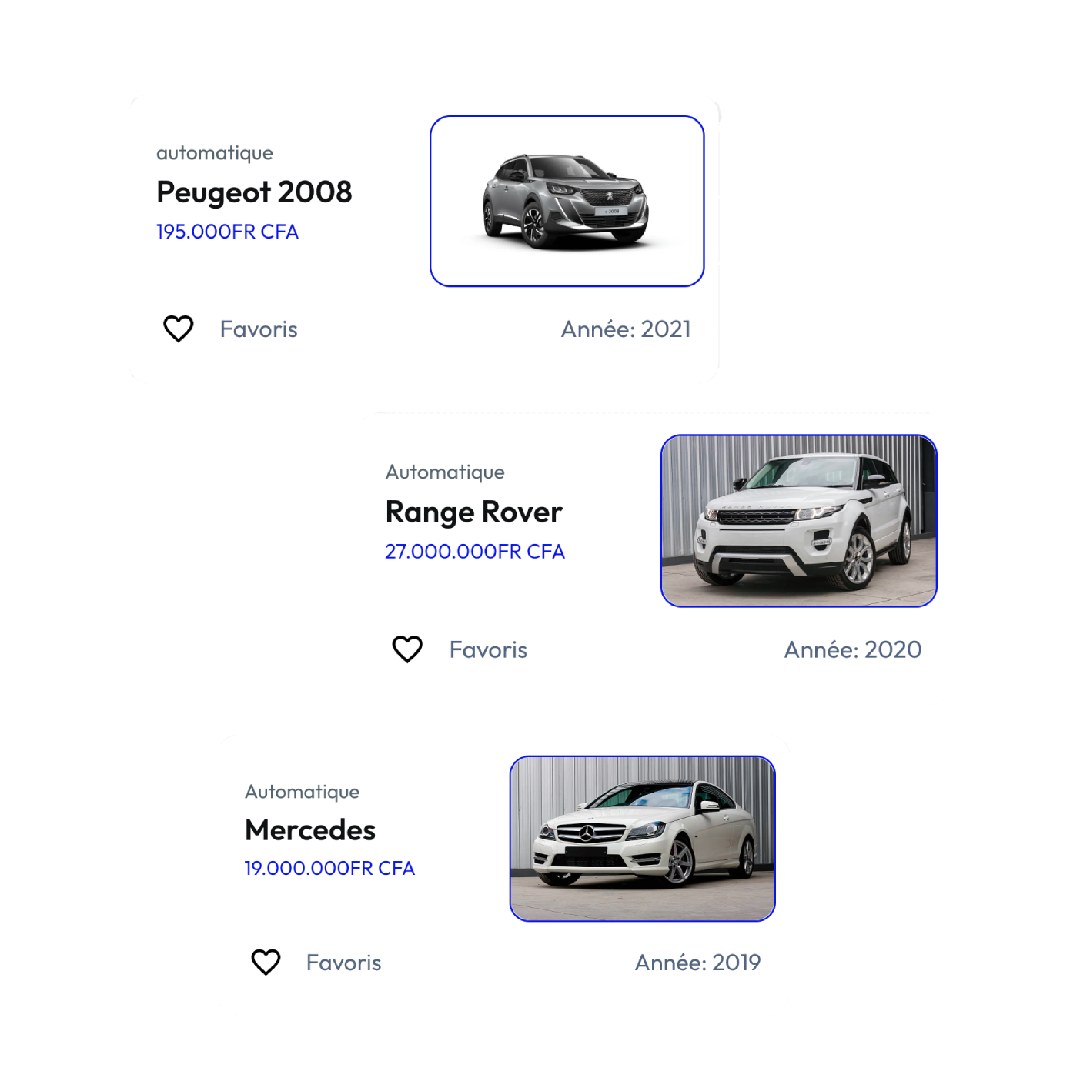 automatique
Peugeot 2008
195.000FR CFA
Favoris
Année: 2021
Automatique
Range Rover
27.000.000FR CFA
Favoris
Année: 2020
Automatique
Mercedes
19.000.000FR CFA
Favoris
Année: 2019